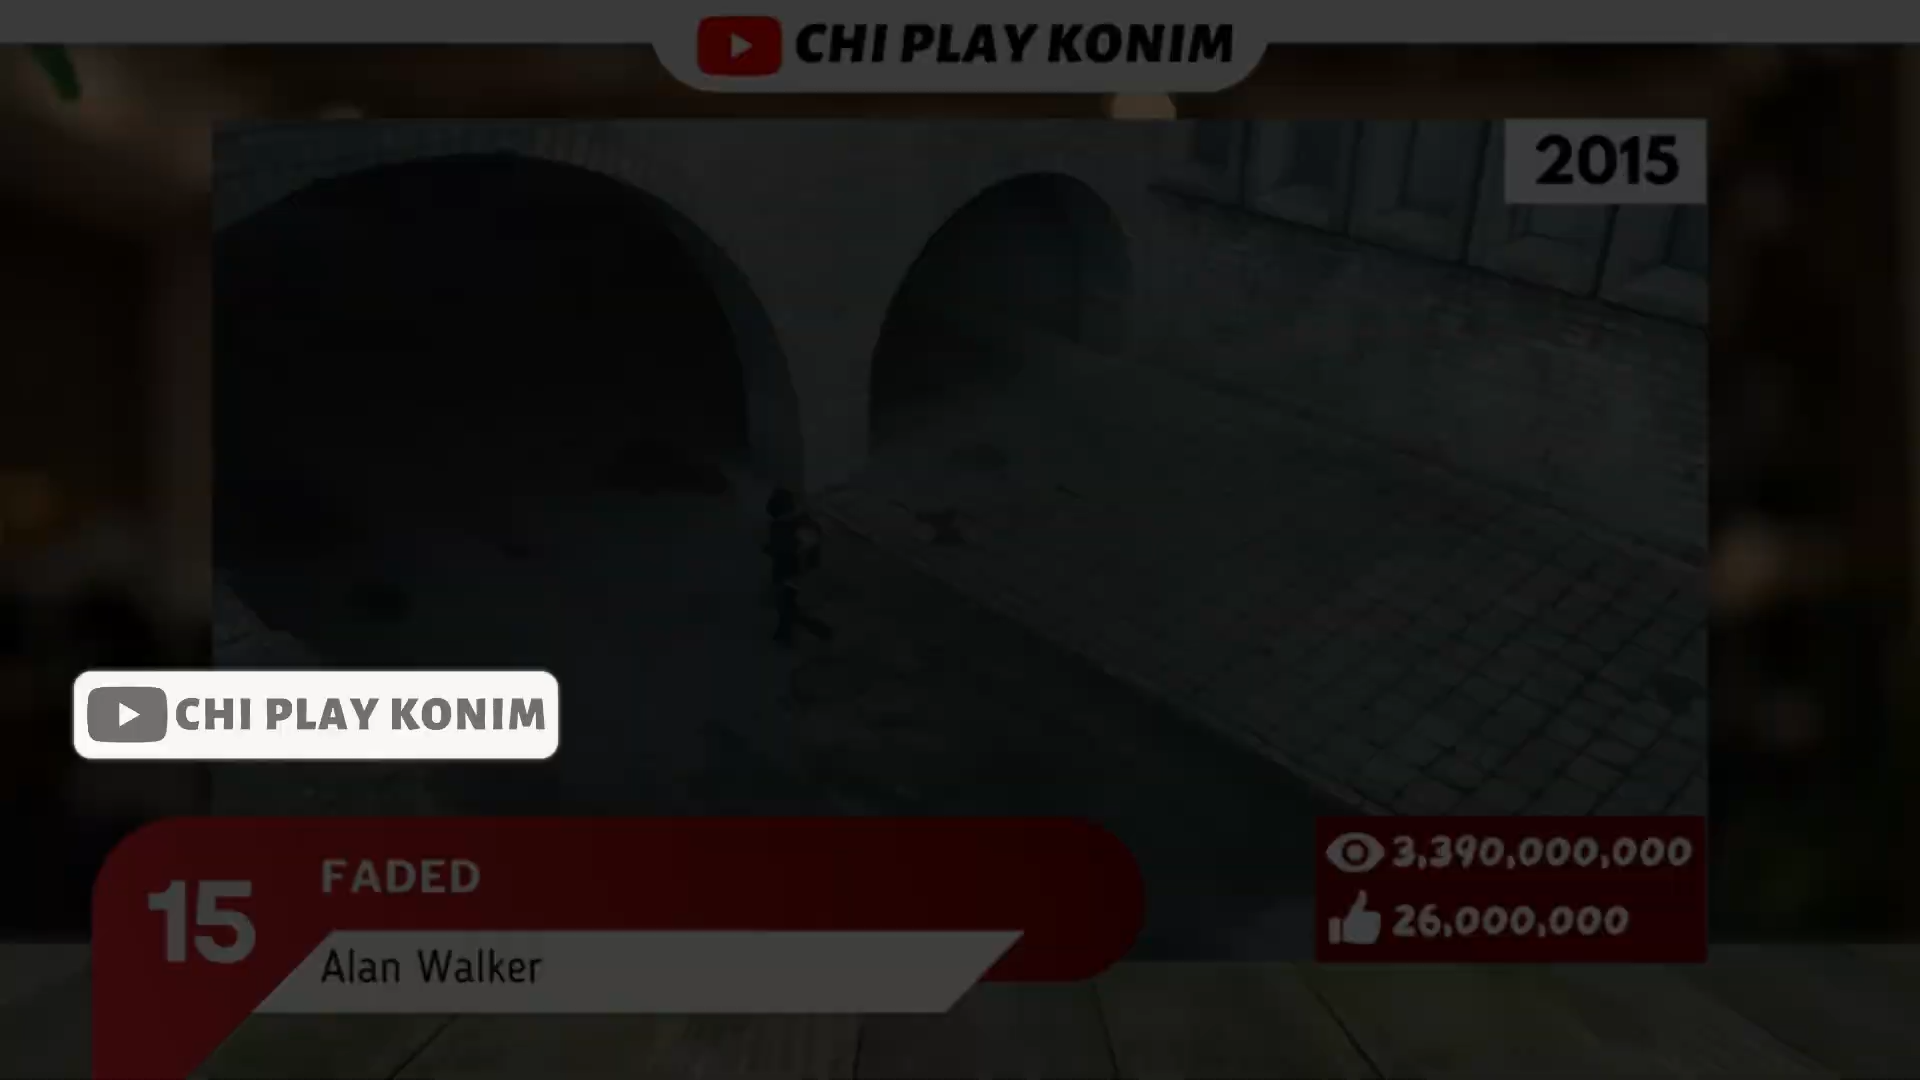 CHI PLAY KONIM
2015
CHI PLAY KONIM
FADED
15
Alan Walker
3,390,000,000
26,000,000